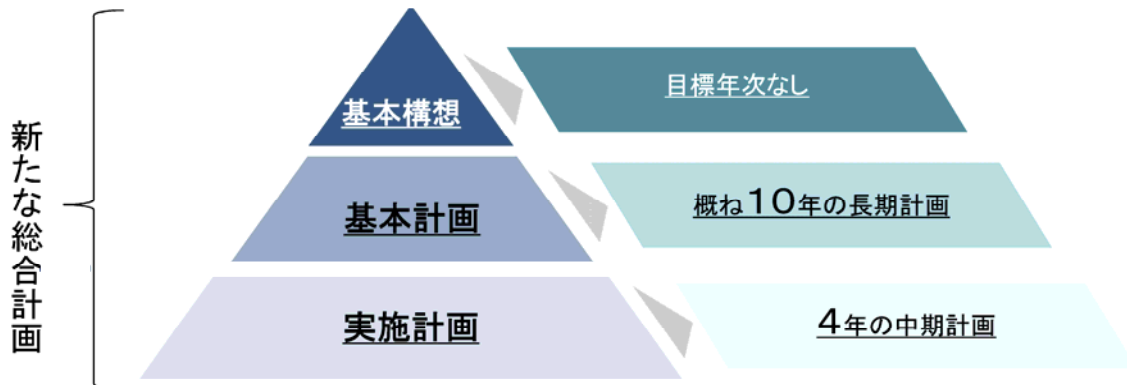 新たな総合計画
基本構想
目標年次なし
基本計画
概ね10年の長期計画
実施計画
4年の中期計画